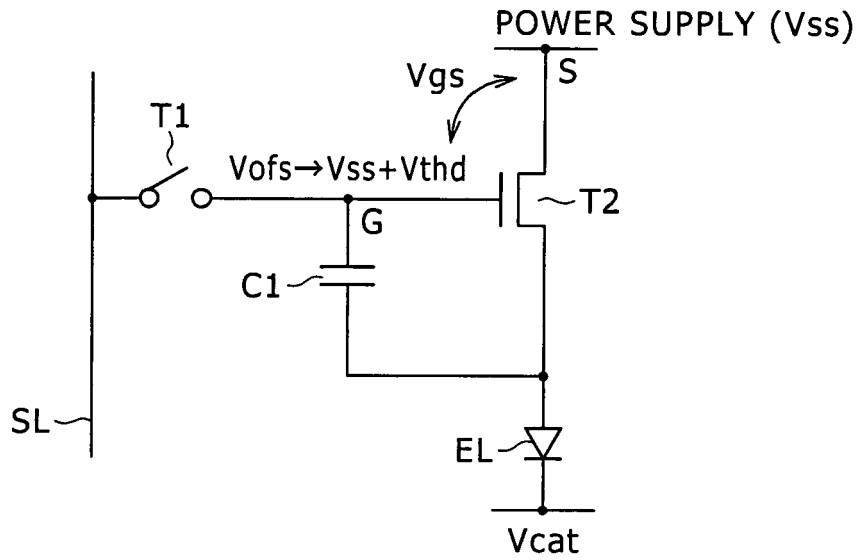 POWER SUPPLY (Vss)
Vgs
S
T1
Vofs→Vss+Vthd
T2
G
C1
SL
EL
Vcat